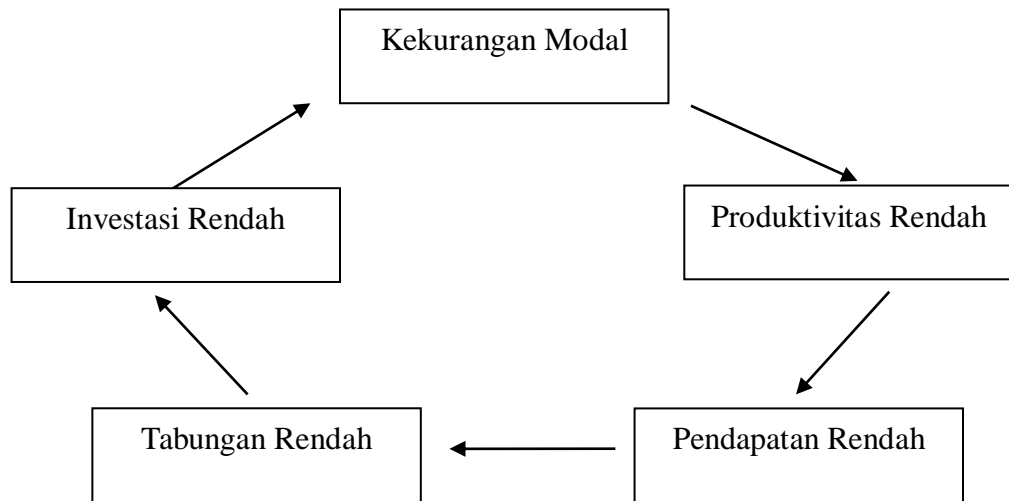 Kekurangan Modal
Investasi Rendah
Produktivitas Rendah
Tabungan Rendah
Pendapatan Rendah